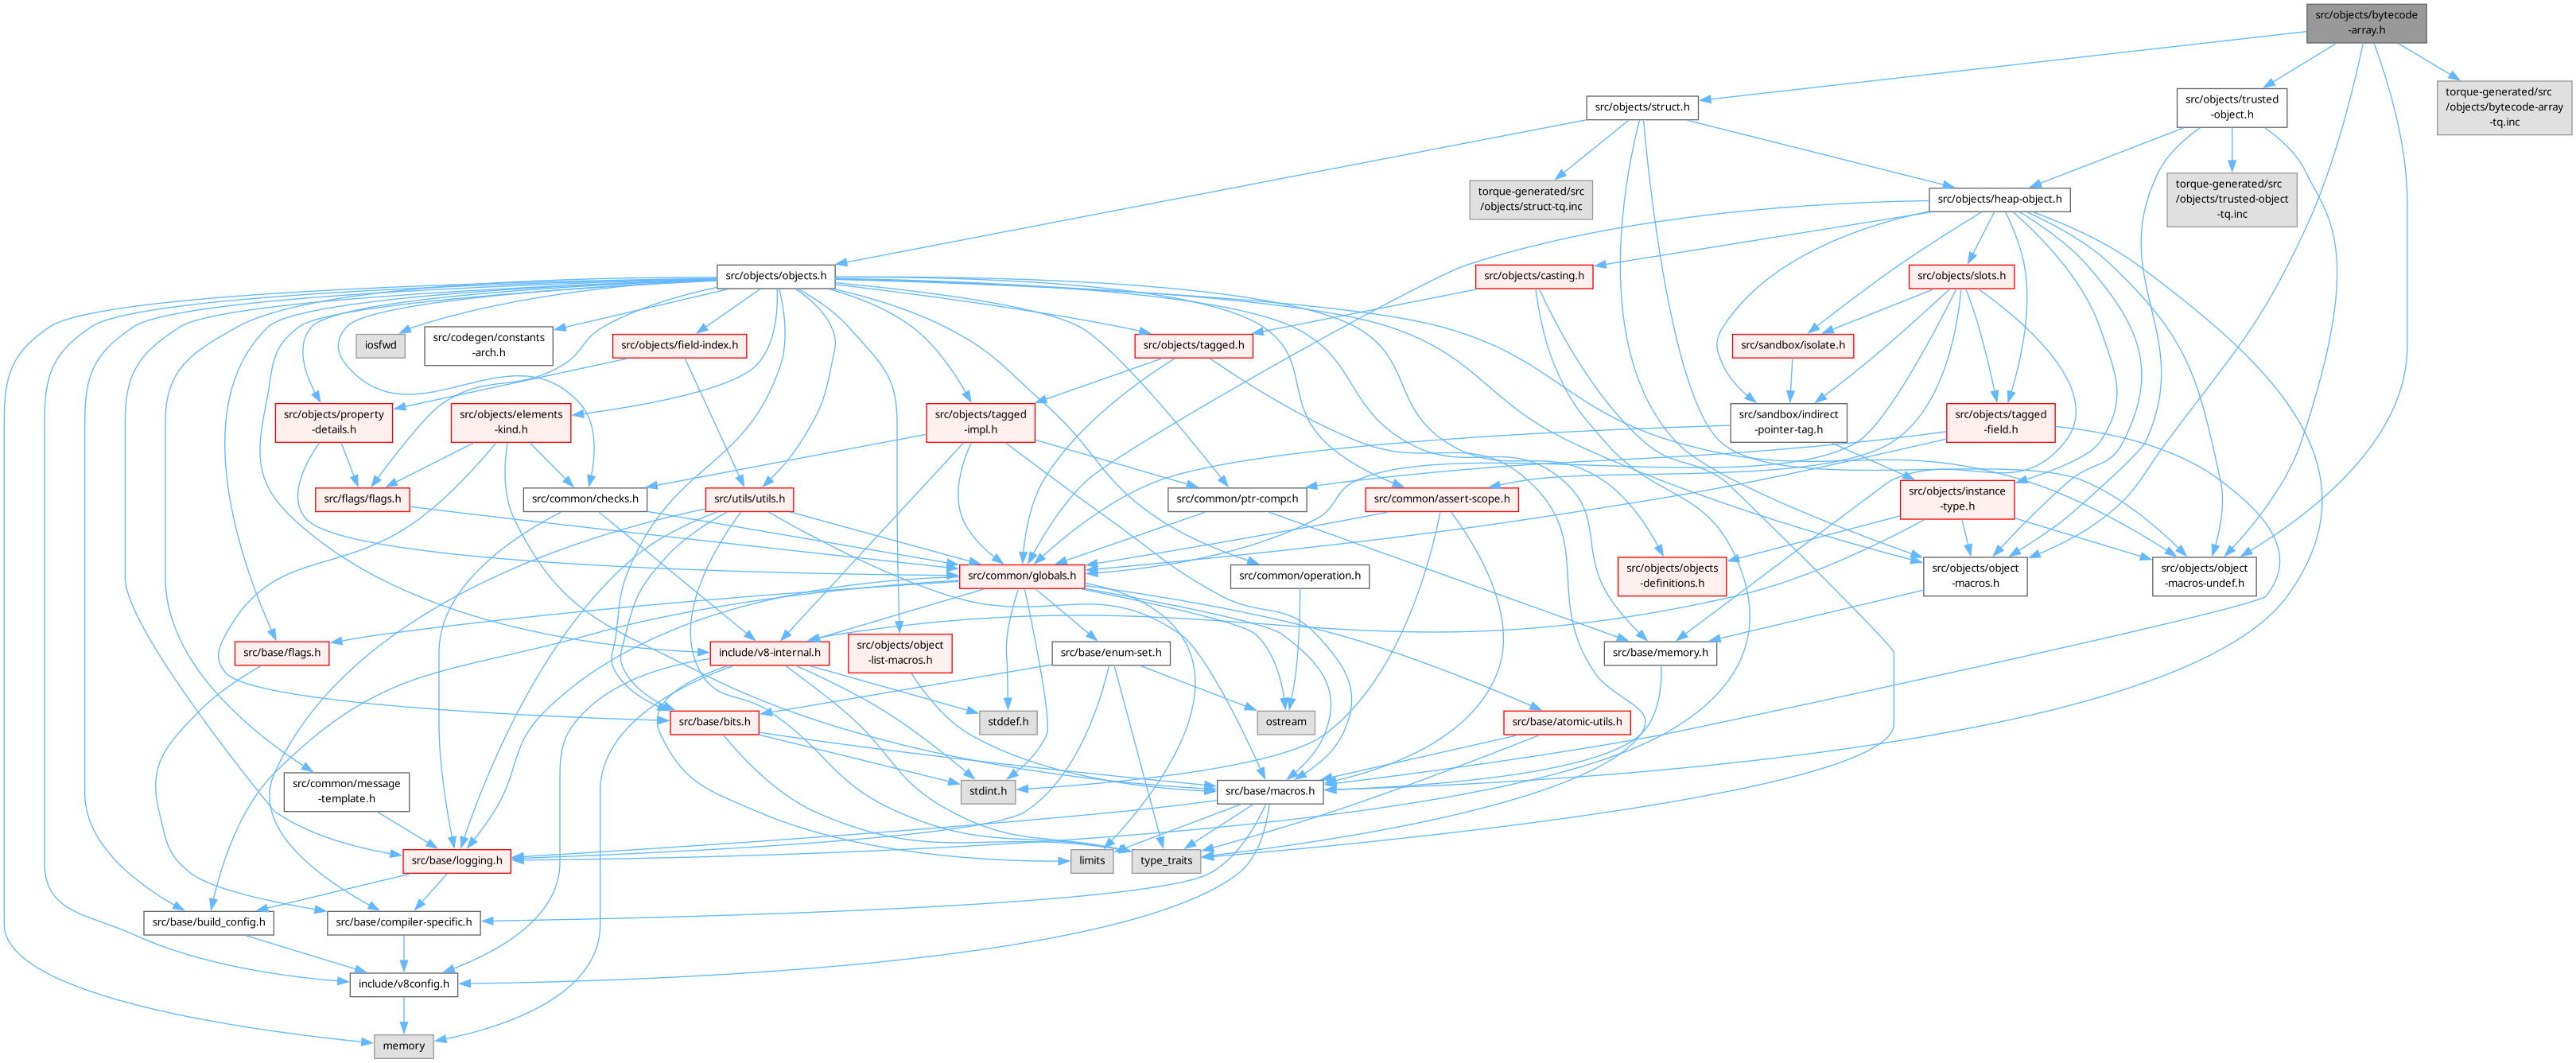 src/objects/bytecode
-array.h
src/objects/struct.h
src/objects/trusted
-object.h
torque-generated/src
/objects/bytecode-array
-tq.inc
torque-generated/src
/objects/struct-tq.inc
src/objects/heap-object.h
torque-generated/src
/objects/trusted-object
-tq.inc
src/objects/objects.h
src/objects/casting.h
src/objects/slots.h
iosfwd
src/codegen/constants
-arch.h
src/objects/field-index.h
src/objects/tagged.h
src/sandbox/isolate.h
src/objects/property
-details.h
src/objects/elements
-kind.h
src/objects/tagged
-impl.h
src/sandbox/indirect
-pointer-tag.h
src/objects/tagged
-field.h
src/flags/flags.h
src/common/checks.h
src/utils/utils.h
src/common/ptr-compr.h
src/common/assert-scope.h
src/objects/instance
-type.h
src/common/globals.h
src/common/operation.h
src/objects/objects
-definitions.h
src/objects/object
-macros.h
src/objects/object
-macros-undef.h
src/base/flags.h
include/v8-internal.h
src/objects/object
-list-macros.h
src/base/enum-set.h
src/base/memory.h
src/base/bits.h
stddef.h
ostream
src/base/atomic-utils.h
src/common/message
-template.h
stdint.h
src/base/macros.h
src/base/logging.h
limits
type_traits
src/base/build_config.h
src/base/compiler-specific.h
include/v8config.h
memory